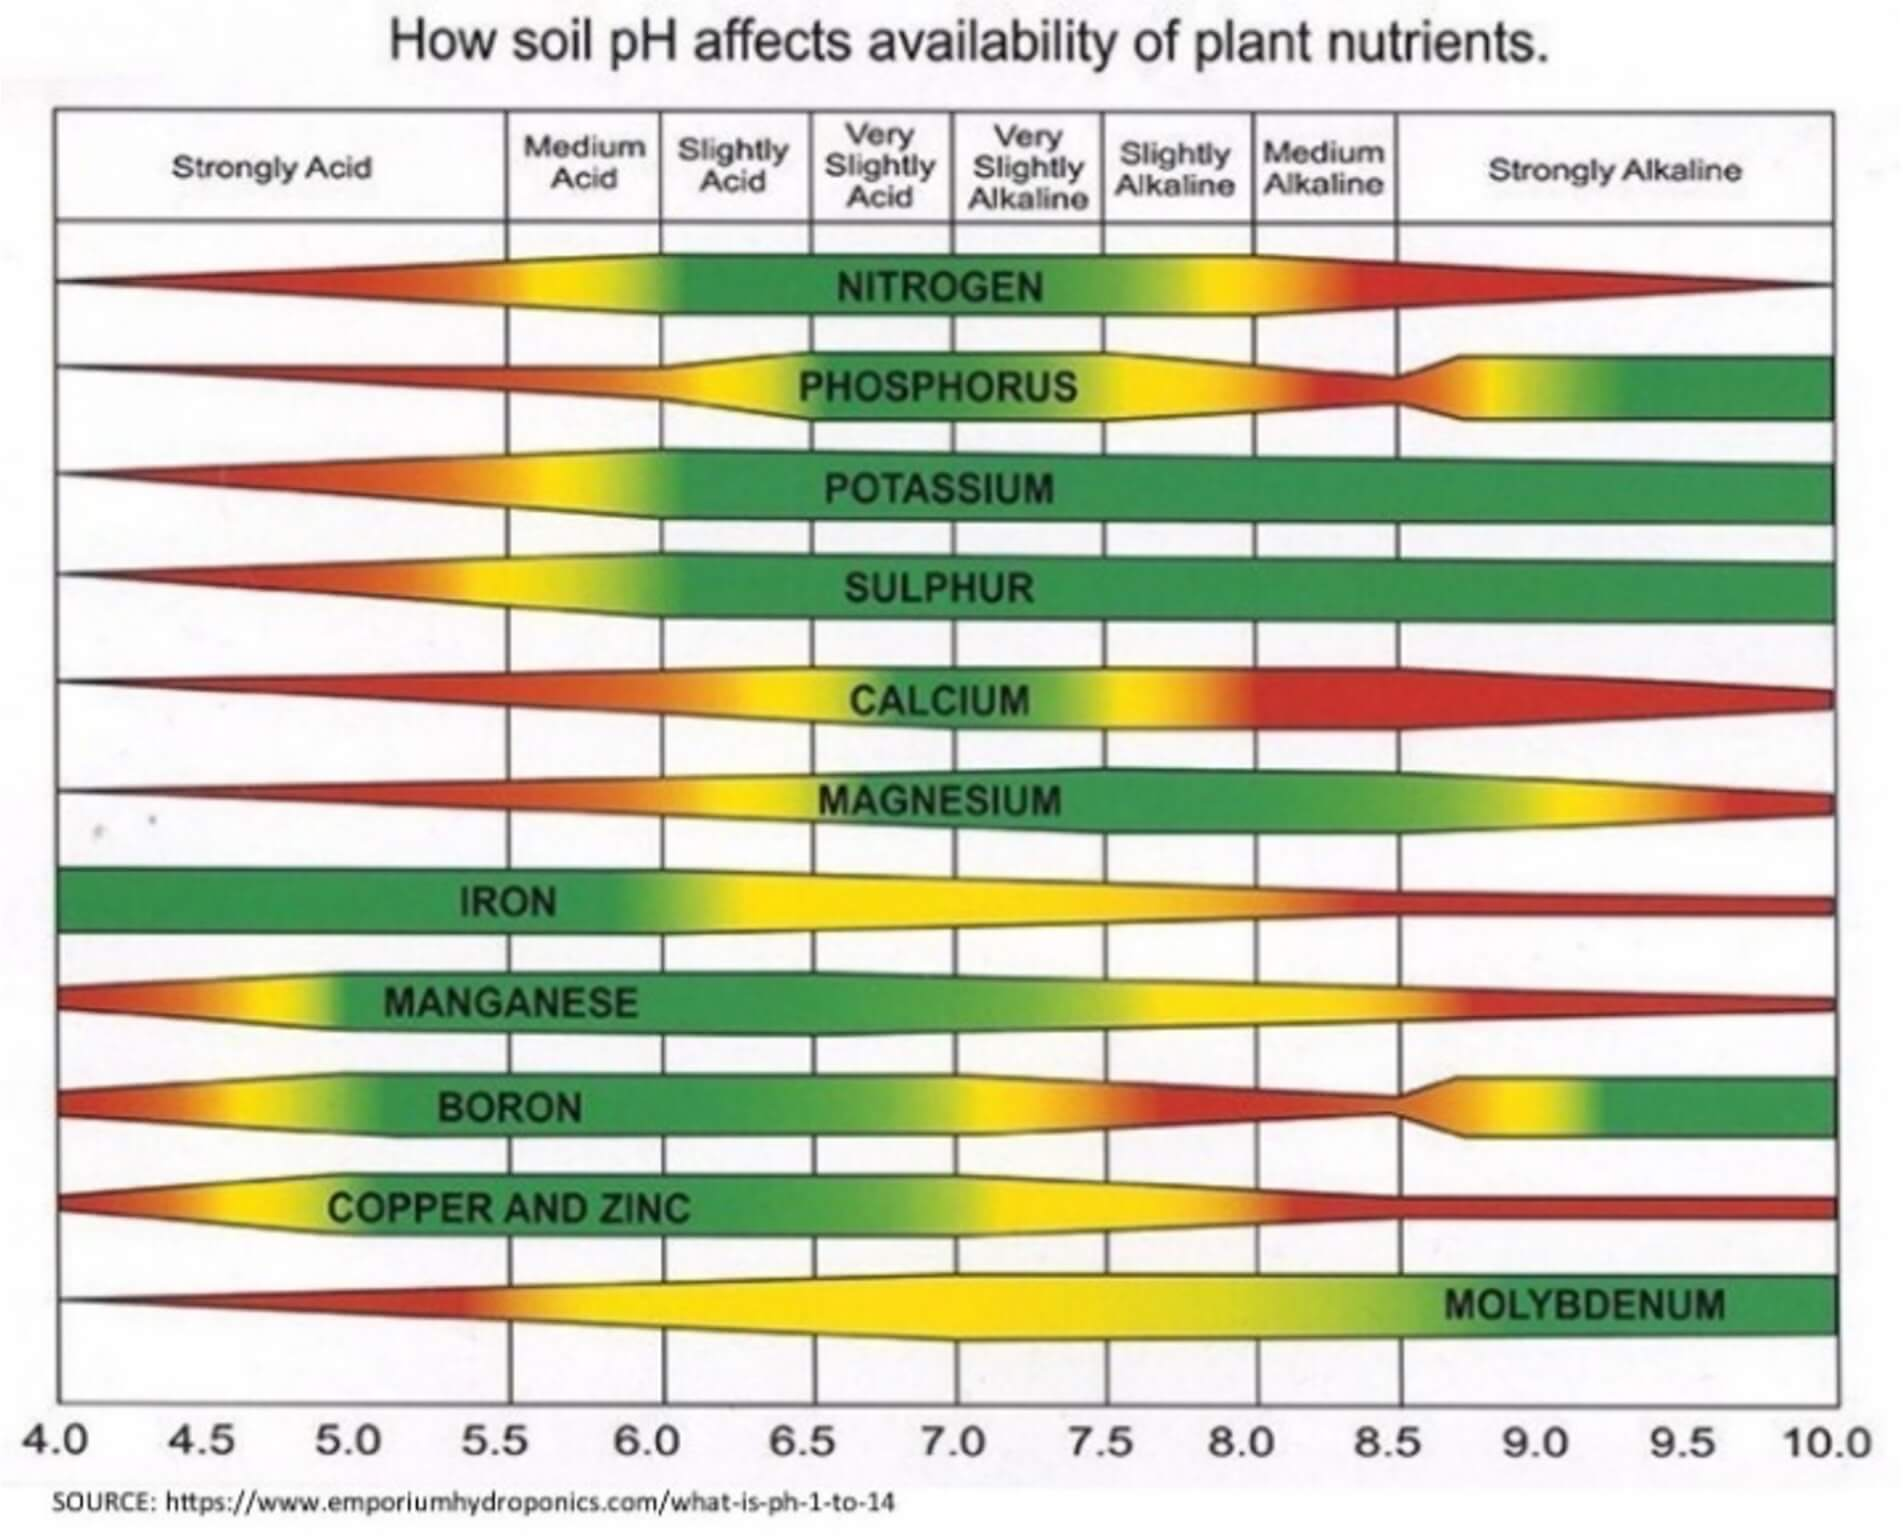 How soil pH affects availability of plant nutrients.
Strongly Acid
Medium
Acid
Slightly
Acid
Very
Slightly
Acid
Very
Slightly
Alkaline
Slightly
Alkaline
Medium
Alkaline
Strongly Alkaline
NITROGEN
PHOSPHORUS
POTASSIUM
SULPHUR
CALCIUM
MAGNESIUM
IRON
MANGANESE
BORON
COPPER AND ZINC
MOLYBDENUM
4.0 4.5 5.0 5.5 6.0 6.5 7.0 7.5 8.0 8.5 9.0 9.5 10.0
SOURCE: https://www.emporiumhydroponics.com/what-is-ph-1-to-14